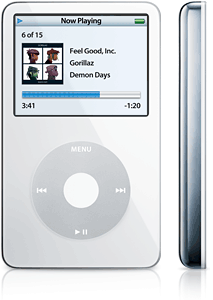 Now Playing
6 of 15
Feel Good, Inc.
Gorillaz
Demon Days
3:41 -1:20
MENU